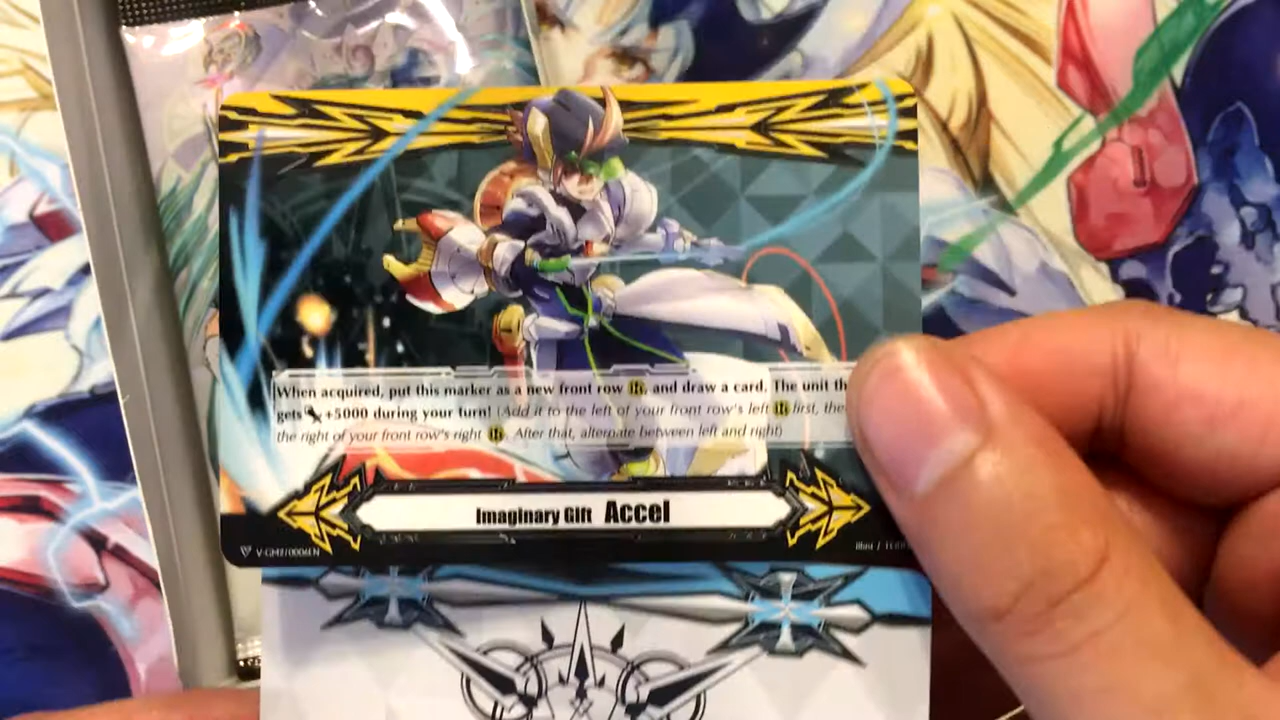 When acquired, put this marker as a new front row , and draw a card. The unit
gets +5000 during your turn! (Add it to the left of your front row's left first,
the right of your front row's right . After that, alternate between left and right)
Imaginary Gift Accel